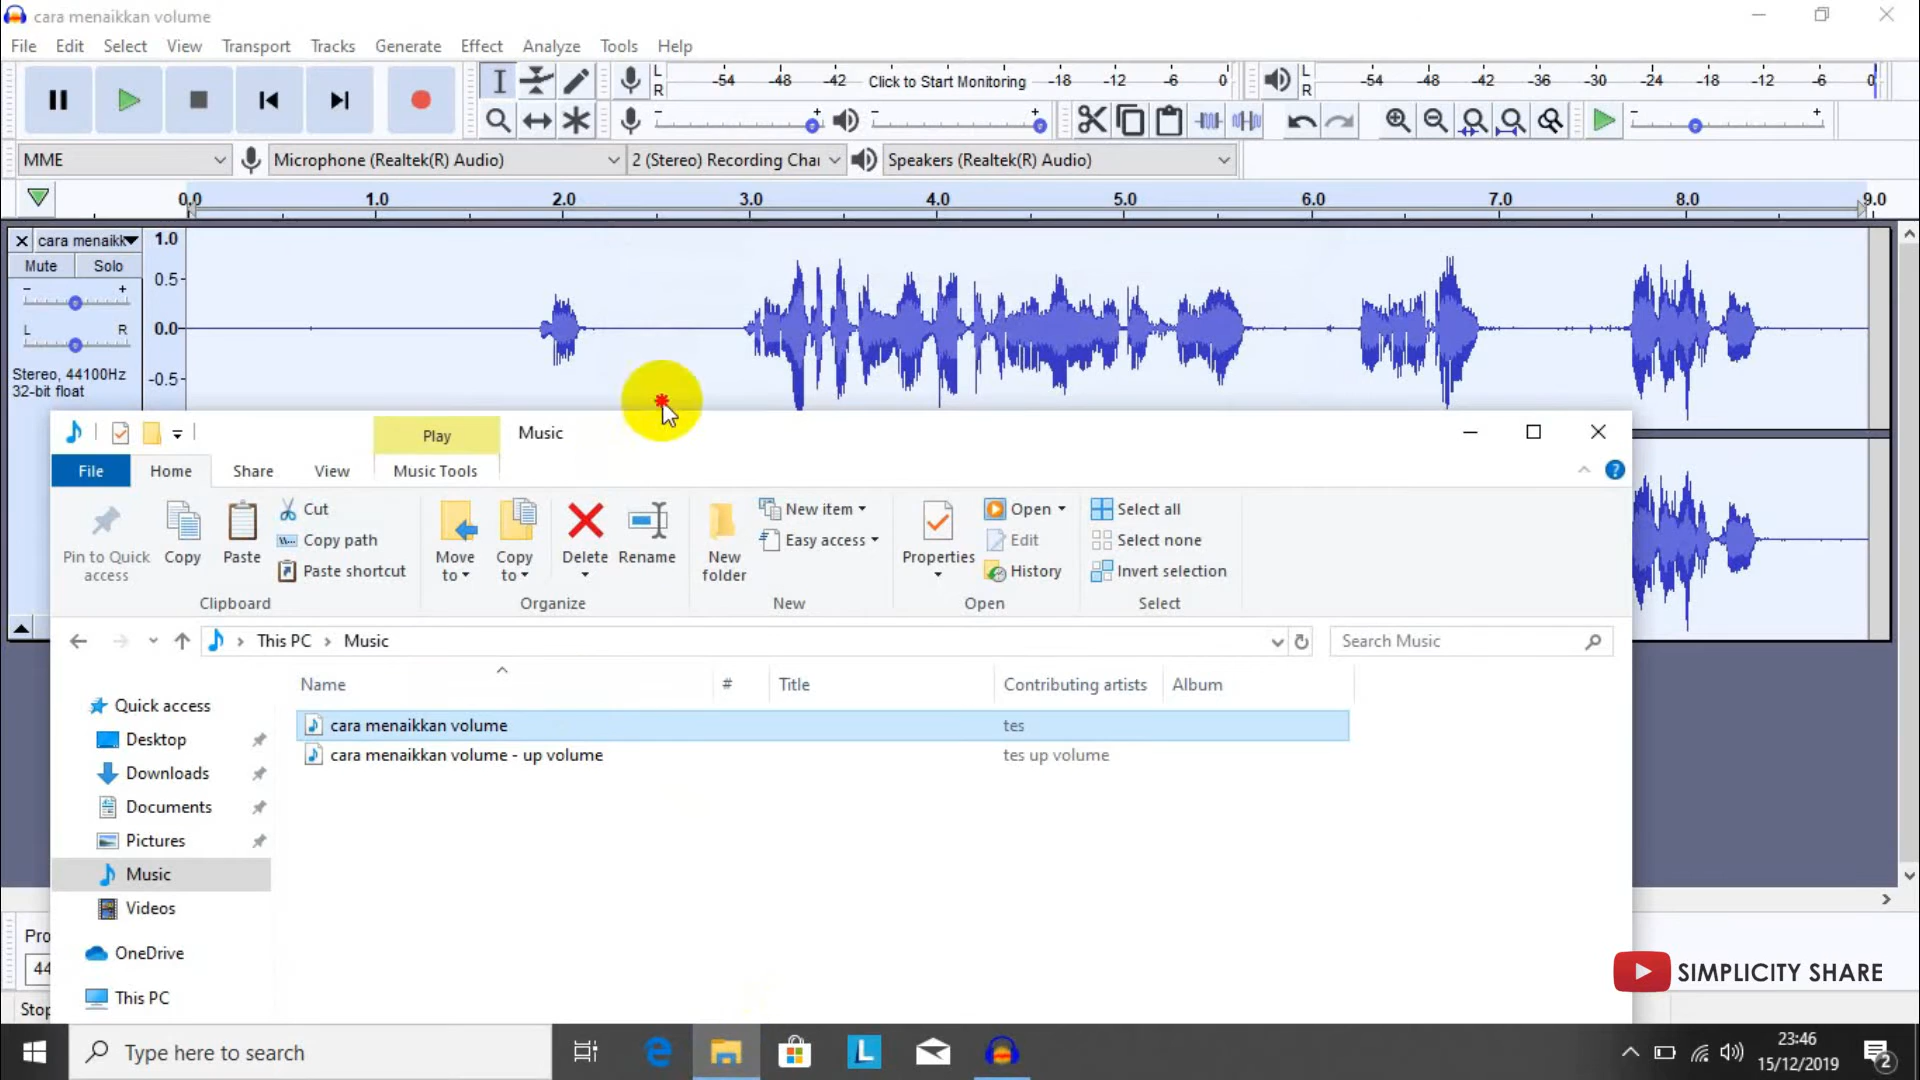 cara menaikkan volume
File Edit Select View Transport Tracks Generate Effect Analyze Tools Help
L R -54 -48 -42 Click to Start Monitoring -18 -12 -6 0 L R -54 -48 -42 -36 -30 -24 -18 -12 -6 0
- + - + - +
MME Microphone (Realtek(R) Audio) 2 (Stereo) Recording Chai Speakers (Realtek(R) Audio)
0.0 1.0 2.0 3.0 4.0 5.0 6.0 7.0 8.0 9.0
cara menaikk 1.0
Mute Solo
0.5
- +
L R 0.0
Stereo, 44100Hz
32-bit float
-0.5
Play Music
File Home Share View Music Tools
Pin to Quick access
Copy
Paste
Cut
Copy path
Paste shortcut
Clipboard
Move to
Copy to
Delete
Rename
Organize
New folder
New item
Easy access
New
Properties
Open
Edit
History
Open
Select all
Select none
Invert selection
Select
This PC > Music Search Music
Name # Title Contributing artists Album
cara menaikkan volume tes
cara menaikkan volume - up volume tes up volume
Quick access
Desktop
Downloads
Documents
Pictures
Music
Videos
OneDrive
This PC
Pro
44
Stop
SIMPLICITY SHARE
Type here to search
23:46
15/12/2019
2